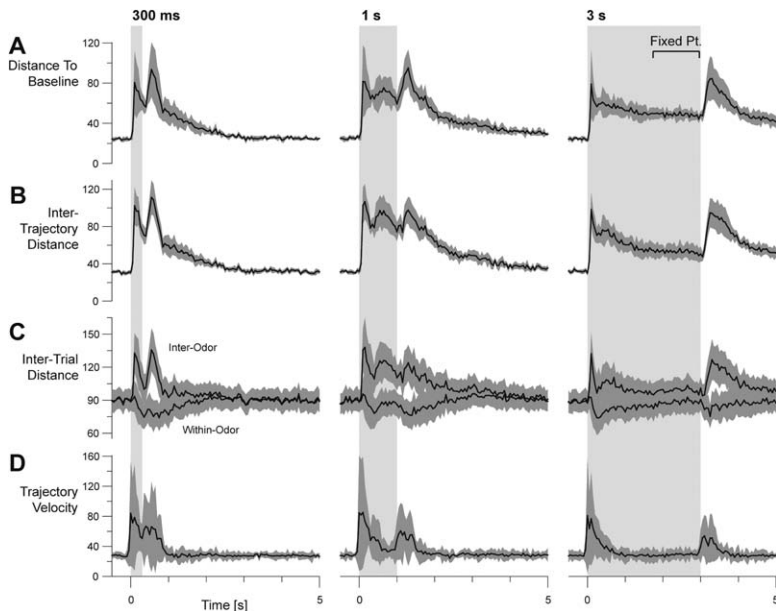 300 ms
1 s
3 s
A
Distance To
Baseline
120
80
40
0
Fixed Pt.
B
Inter-
Trajectory
Distance
120
80
40
0
C
Inter-Trial
Distance
150
120
90
60
Inter-Odor
Within-Odor
D
Trajectory
Velocity
160
120
80
40
0
0
Time [s]
5
0
5
0
5